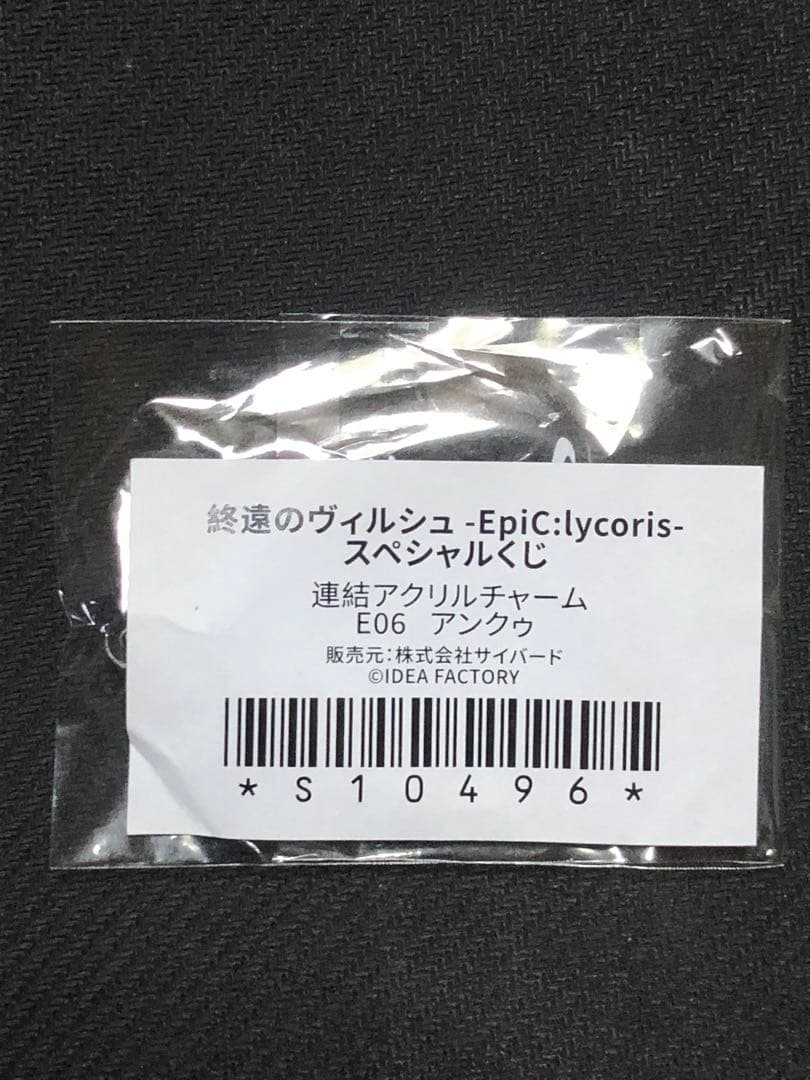 終遠のヴィルシュ -EpiC:lycoris-
スペシャルくじ
連結アクリルチャーム
E06 アンクゥ
販売元：株式会社サイバード
©IDEA FACTORY
*S10496*